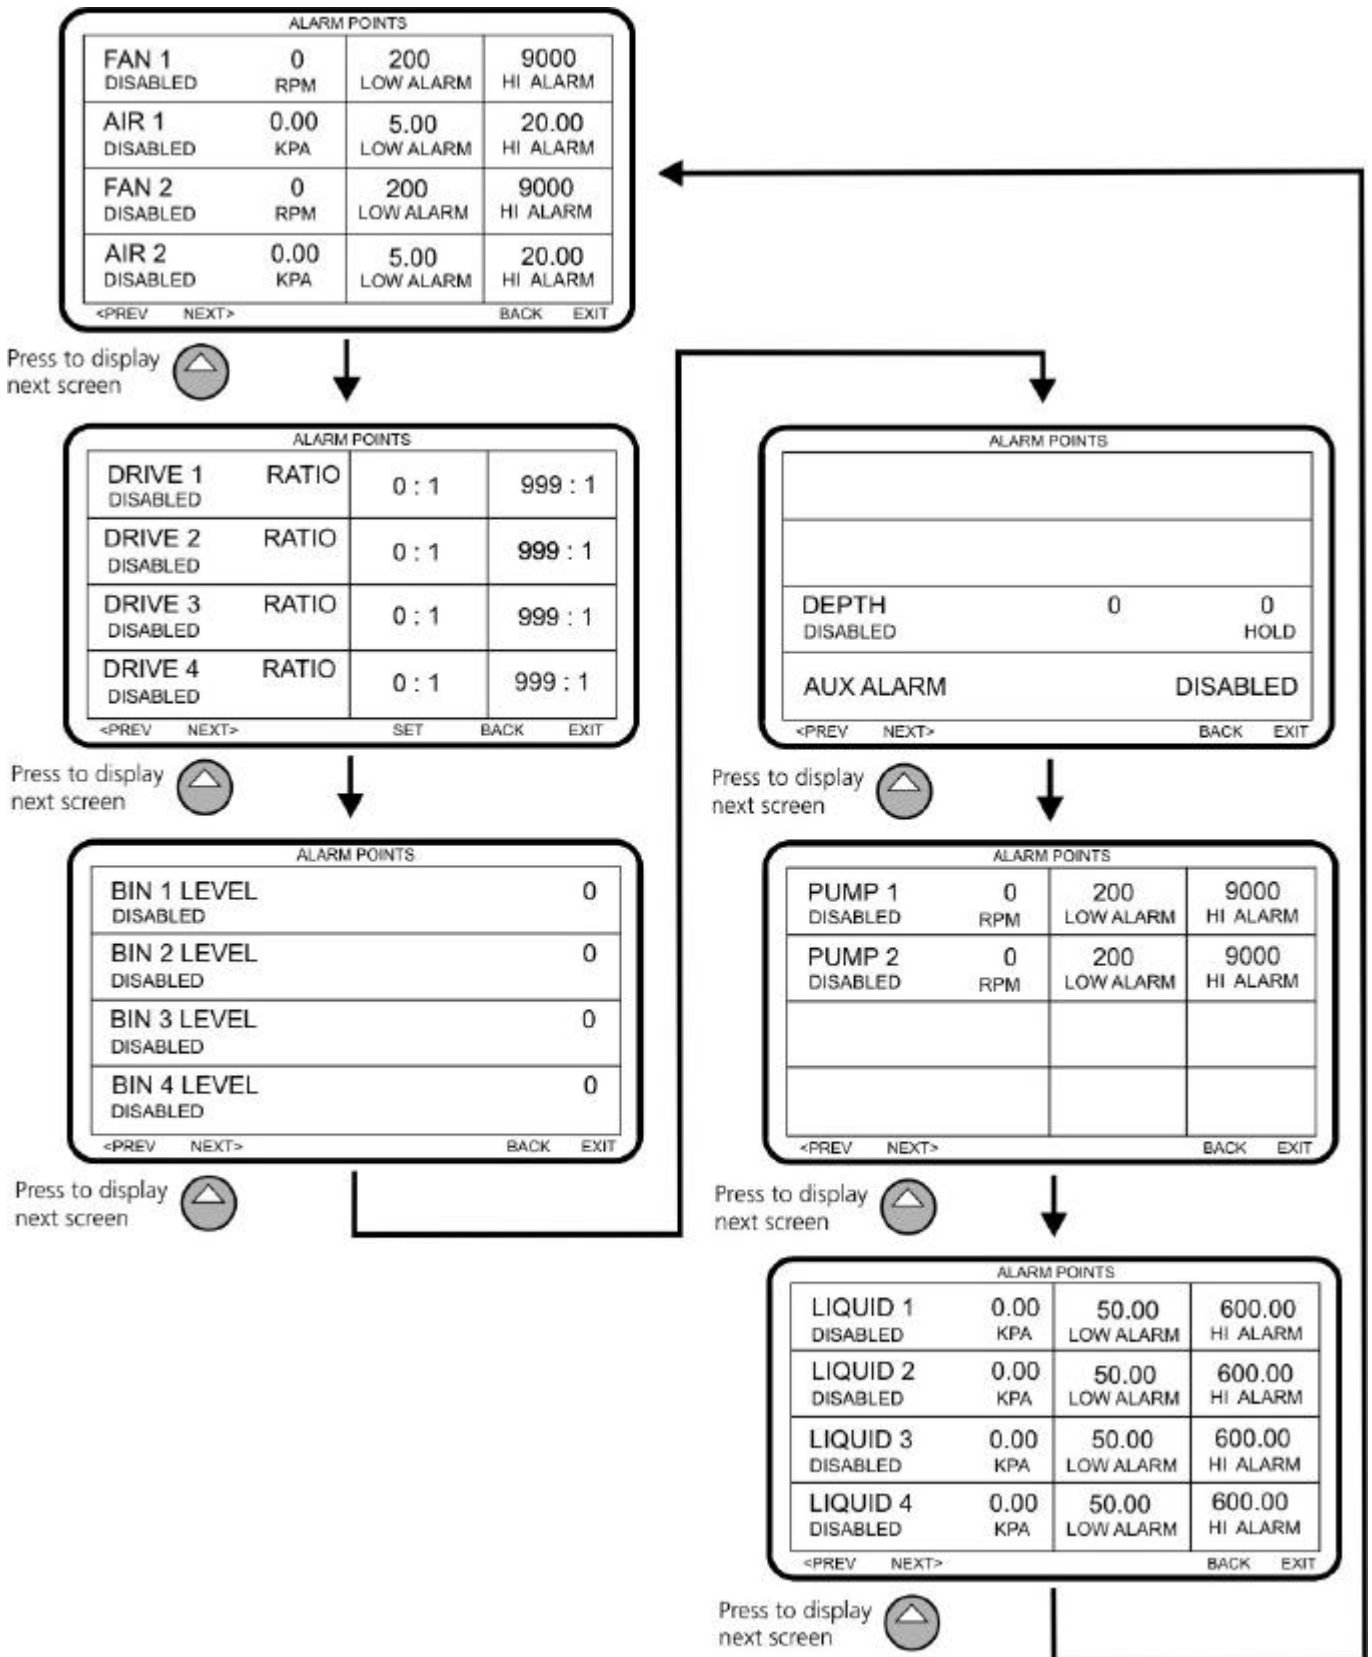 ALARM POINTS
FAN 1 0 200 9000
DISABLED RPM LOW ALARM HI ALARM
AIR 1 0.00 5.00 20.00
DISABLED KPA LOW ALARM HI ALARM
FAN 2 0 200 9000
DISABLED RPM LOW ALARM HI ALARM
AIR 2 0.00 5.00 20.00
DISABLED KPA LOW ALARM HI ALARM
<PREV NEXT> BACK EXIT
Press to display
next screen
ALARM POINTS
DRIVE 1 RATIO 0 : 1 999 : 1
DISABLED
DRIVE 2 RATIO 0 : 1 999 : 1
DISABLED
DRIVE 3 RATIO 0 : 1 999 : 1
DISABLED
DRIVE 4 RATIO 0 : 1 999 : 1
DISABLED
<PREV NEXT> SET BACK EXIT
Press to display
next screen
ALARM POINTS
BIN 1 LEVEL 0
DISABLED
BIN 2 LEVEL 0
DISABLED
BIN 3 LEVEL 0
DISABLED
BIN 4 LEVEL 0
DISABLED
<PREV NEXT> BACK EXIT
Press to display
next screen
ALARM POINTS
DEPTH 0 0
DISABLED HOLD
AUX ALARM DISABLED
<PREV NEXT> BACK EXIT
Press to display
next screen
ALARM POINTS
PUMP 1 0 200 9000
DISABLED RPM LOW ALARM HI ALARM
PUMP 2 0 200 9000
DISABLED RPM LOW ALARM HI ALARM
<PREV NEXT> BACK EXIT
Press to display
next screen
ALARM POINTS
LIQUID 1 0.00 50.00 600.00
DISABLED KPA LOW ALARM HI ALARM
LIQUID 2 0.00 50.00 600.00
DISABLED KPA LOW ALARM HI ALARM
LIQUID 3 0.00 50.00 600.00
DISABLED KPA LOW ALARM HI ALARM
LIQUID 4 0.00 50.00 600.00
DISABLED KPA LOW ALARM HI ALARM
<PREV NEXT> BACK EXIT
Press to display
next screen